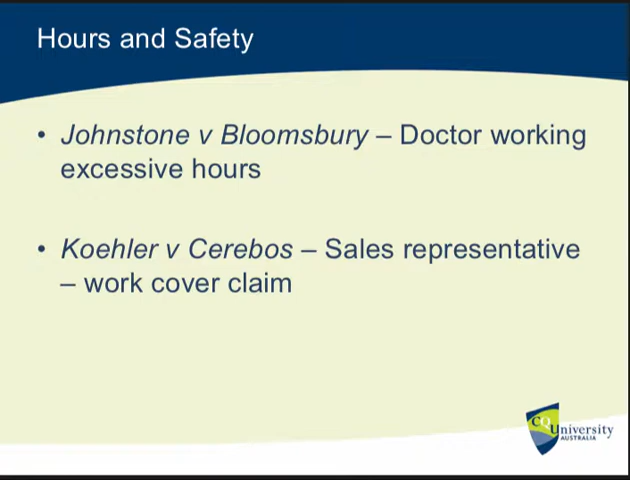 Hours and Safety
• Johnstone v Bloomsbury – Doctor working
excessive hours
• Koehler v Cerebos – Sales representative
– work cover claim
CQUniversity
AUSTRALIA